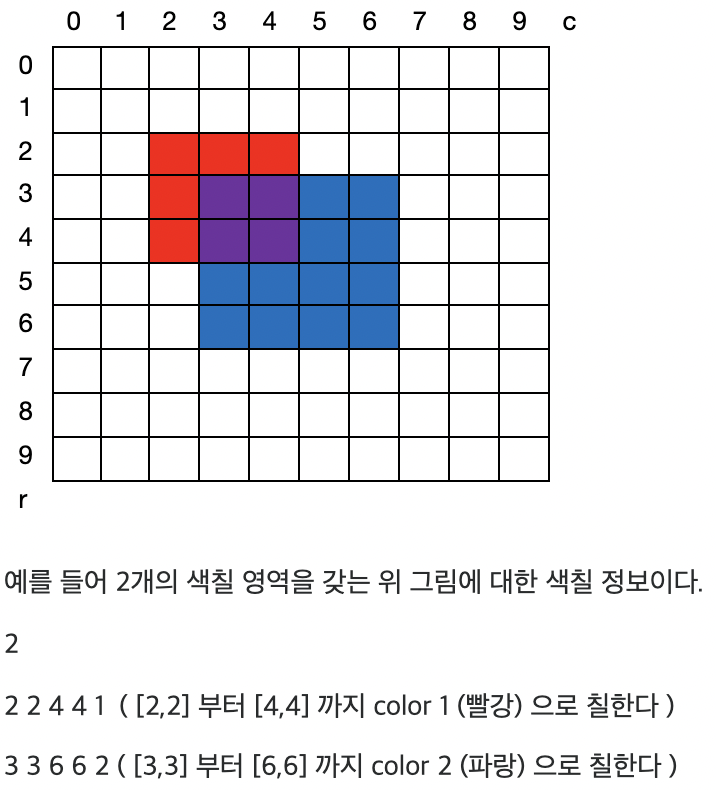 0 1 2 3 4 5 6 7 8 9 c
0
1
2
3
4
5
6
7
8
9
r
예를 들어 2개의 색칠 영역을 갖는 위 그림에 대한 색칠 정보이다.
2
2 2 4 4 1 ( [2,2] 부터 [4,4] 까지 color 1 (빨강) 으로 칠한다 )
3 3 6 6 2 ( [3,3] 부터 [6,6] 까지 color 2 (파랑) 으로 칠한다 )